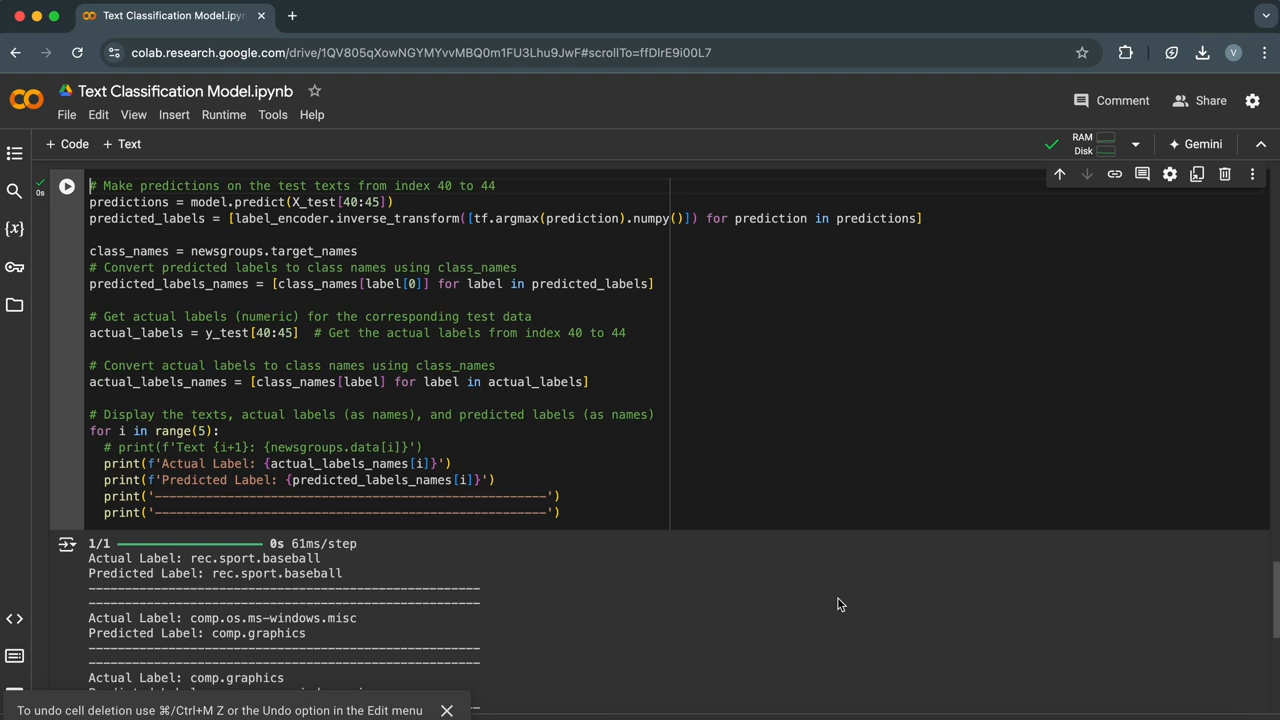 Text Classification Model.ipyn
colab.research.google.com/drive/1QV805qXowNGYMYvvMBQ0m1FU3Lhu9JwF#scrollTo=ffDlrE9i00L7
V
Text Classification Model.ipynb
Comment
Share
File Edit View Insert Runtime Tools Help
+ Code + Text
RAM
Disk
Gemini
0s
# Make predictions on the test texts from index 40 to 44
predictions = model.predict(X_test[40:45])
predicted_labels = [label_encoder.inverse_transform([tf.argmax(prediction).numpy()]) for prediction in predictions]
class_names = newsgroups.target_names
# Convert predicted labels to class names using class_names
predicted_labels_names = [class_names[label[0]] for label in predicted_labels]
# Get actual labels (numeric) for the corresponding test data
actual_labels = y_test[40:45]  # Get the actual labels from index 40 to 44
# Convert actual labels to class names using class_names
actual_labels_names = [class_names[label] for label in actual_labels]
# Display the texts, actual labels (as names), and predicted labels (as names)
for i in range(5):
  # print(f'Text {i+1}: {newsgroups.data[i]}')
  print(f'Actual Label: {actual_labels_names[i]}')
  print(f'Predicted Label: {predicted_labels_names[i]}')
  print('------------------------------------------------------')
  print('------------------------------------------------------')
1/1 0s 61ms/step
Actual Label: rec.sport.baseball
Predicted Label: rec.sport.baseball
------------------------------------------------------
------------------------------------------------------
Actual Label: comp.os.ms-windows.misc
Predicted Label: comp.graphics
------------------------------------------------------
------------------------------------------------------
Actual Label: comp.graphics
To undo cell deletion use ⌘/Ctrl+M Z or the Undo option in the Edit menu